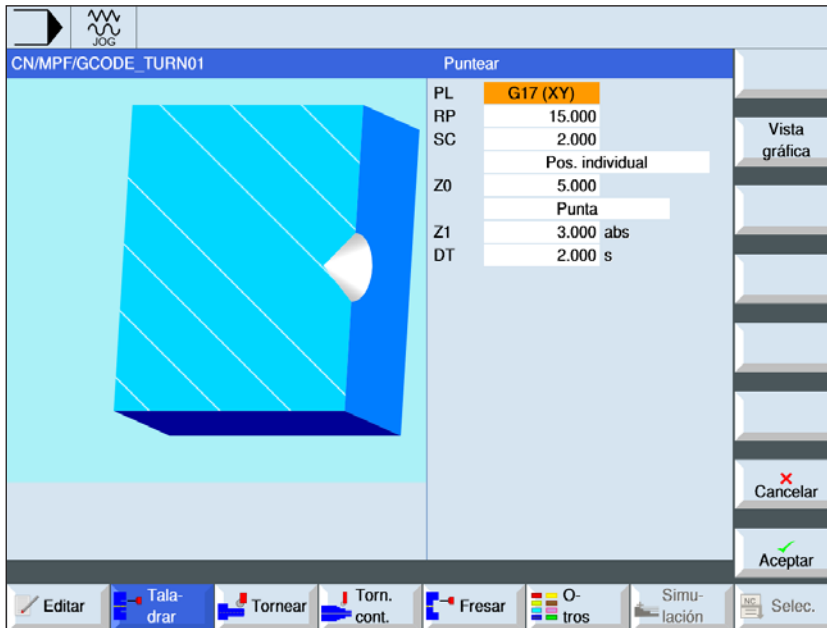 JOG
CN/MPF/GCODE_TURN01
Puntear
PL G17 (XY)
RP 15.000
SC 2.000
Pos. individual
Z0 5.000
Punta
Z1 3.000 abs
DT 2.000 s
Vista
gráfica
Cancelar
Aceptar
Editar
Tala-
drar
Tornear
Torn.
cont.
Fresar
O-
tros
Simu-
lación
NC
Selec.